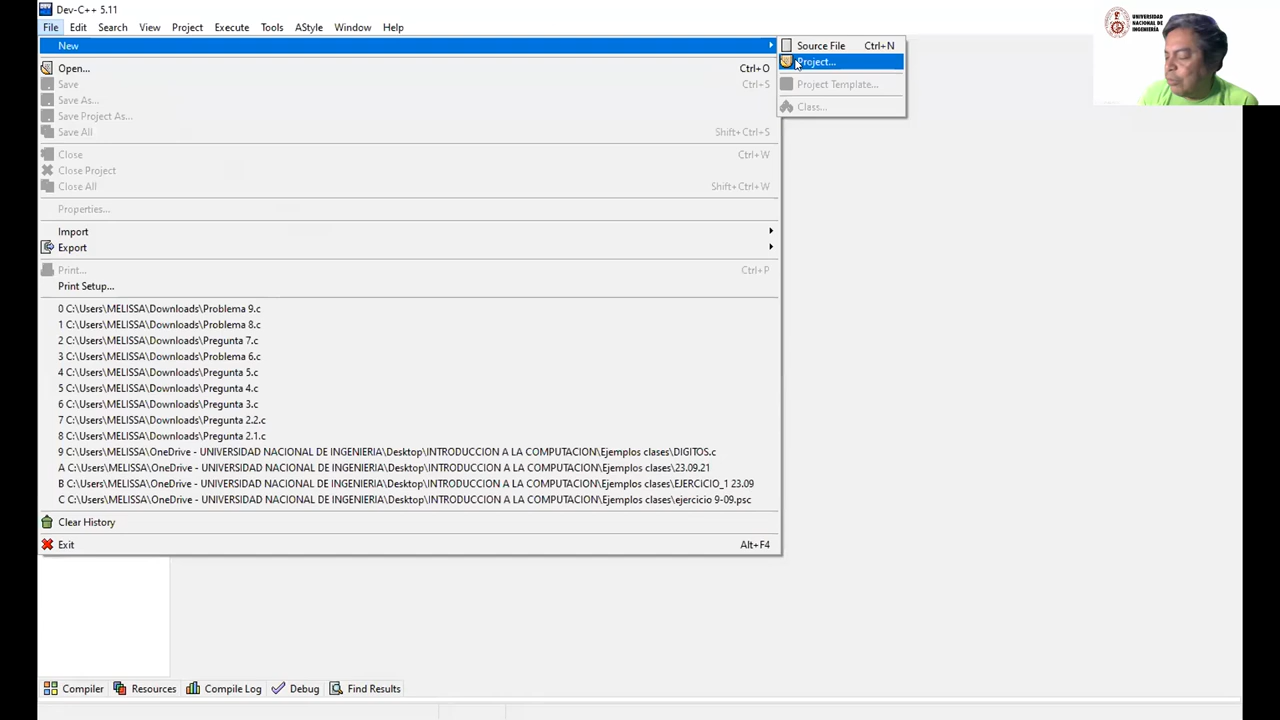 Dev-C++ 5.11
File Edit Search View Project Execute Tools AStyle Window Help
New
Source File Ctrl+N
Project...
Project Template...
Class...
Open... Ctrl+O
Save Ctrl+S
Save As...
Save Project As...
Save All Shift+Ctrl+S
Close Ctrl+W
Close Project
Close All Shift+Ctrl+W
Properties...
Import
Export
Print... Ctrl+P
Print Setup...
0 C:\Users\MELISSA\Downloads\Problema 9.c
1 C:\Users\MELISSA\Downloads\Problema 8.c
2 C:\Users\MELISSA\Downloads\Pregunta 7.c
3 C:\Users\MELISSA\Downloads\Problema 6.c
4 C:\Users\MELISSA\Downloads\Pregunta 5.c
5 C:\Users\MELISSA\Downloads\Pregunta 4.c
6 C:\Users\MELISSA\Downloads\Pregunta 3.c
7 C:\Users\MELISSA\Downloads\Pregunta 2.2.c
8 C:\Users\MELISSA\Downloads\Pregunta 2.1.c
9 C:\Users\MELISSA\OneDrive - UNIVERSIDAD NACIONAL DE INGENIERIA\Desktop\INTRODUCCION A LA COMPUTACION\Ejemplos clases\DIGITOS.c
A C:\Users\MELISSA\OneDrive - UNIVERSIDAD NACIONAL DE INGENIERIA\Desktop\INTRODUCCION A LA COMPUTACION\Ejemplos clases\23.09.21
B C:\Users\MELISSA\OneDrive - UNIVERSIDAD NACIONAL DE INGENIERIA\Desktop\INTRODUCCION A LA COMPUTACION\Ejemplos clases\EJERCICIO_1 23.09
C C:\Users\MELISSA\OneDrive - UNIVERSIDAD NACIONAL DE INGENIERIA\Desktop\INTRODUCCION A LA COMPUTACION\Ejemplos clases\ejercicio 9-09.psc
Clear History
Exit Alt+F4
Compiler Resources Compile Log Debug Find Results
UNIVERSIDAD
NACIONAL DE
INGENIERÍA